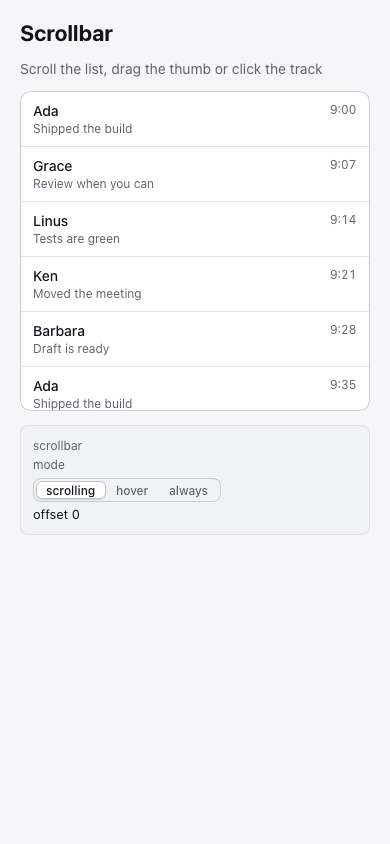 Scrollbar
Scroll the list, drag the thumb or click the track
Ada 9:00
Shipped the build
Grace 9:07
Review when you can
Linus 9:14
Tests are green
Ken 9:21
Moved the meeting
Barbara 9:28
Draft is ready
Ada 9:35
Shipped the build
scrollbar
mode
scrolling hover always
offset 0